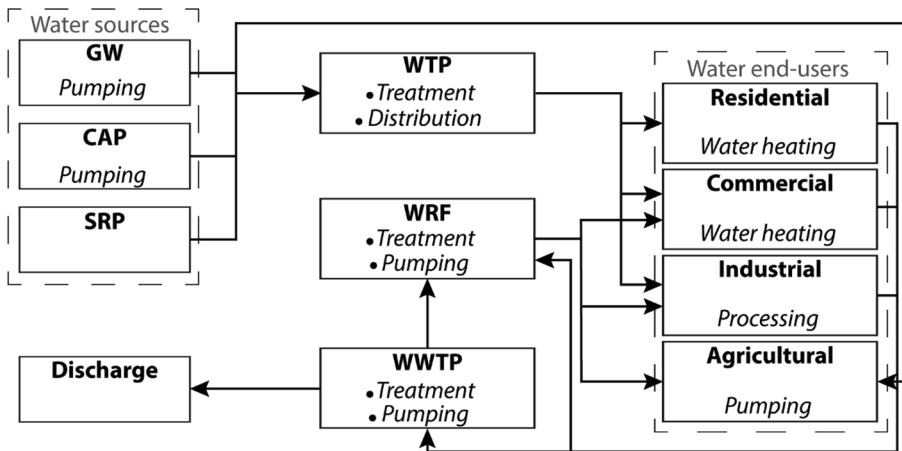 Water sources
GW
Pumping
CAP
Pumping
SRP
Discharge
WTP
• Treatment
• Distribution
WRF
• Treatment
• Pumping
WWTP
• Treatment
• Pumping
Water end-users
Residential
Water heating
Commercial
Water heating
Industrial
Processing
Agricultural
Pumping